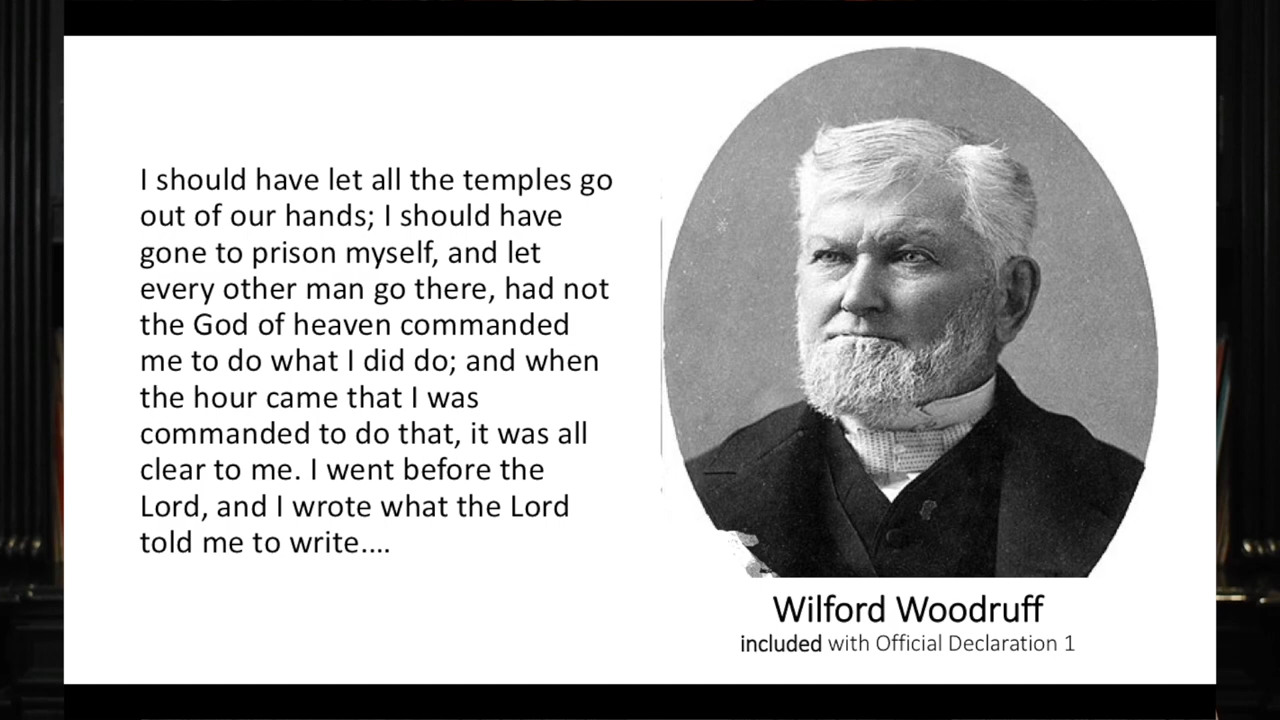 I should have let all the temples go
out of our hands; I should have
gone to prison myself, and let
every other man go there, had not
the God of heaven commanded
me to do what I did do; and when
the hour came that I was
commanded to do that, it was all
clear to me. I went before the
Lord, and I wrote what the Lord
told me to write....
Wilford Woodruff
included with Official Declaration 1